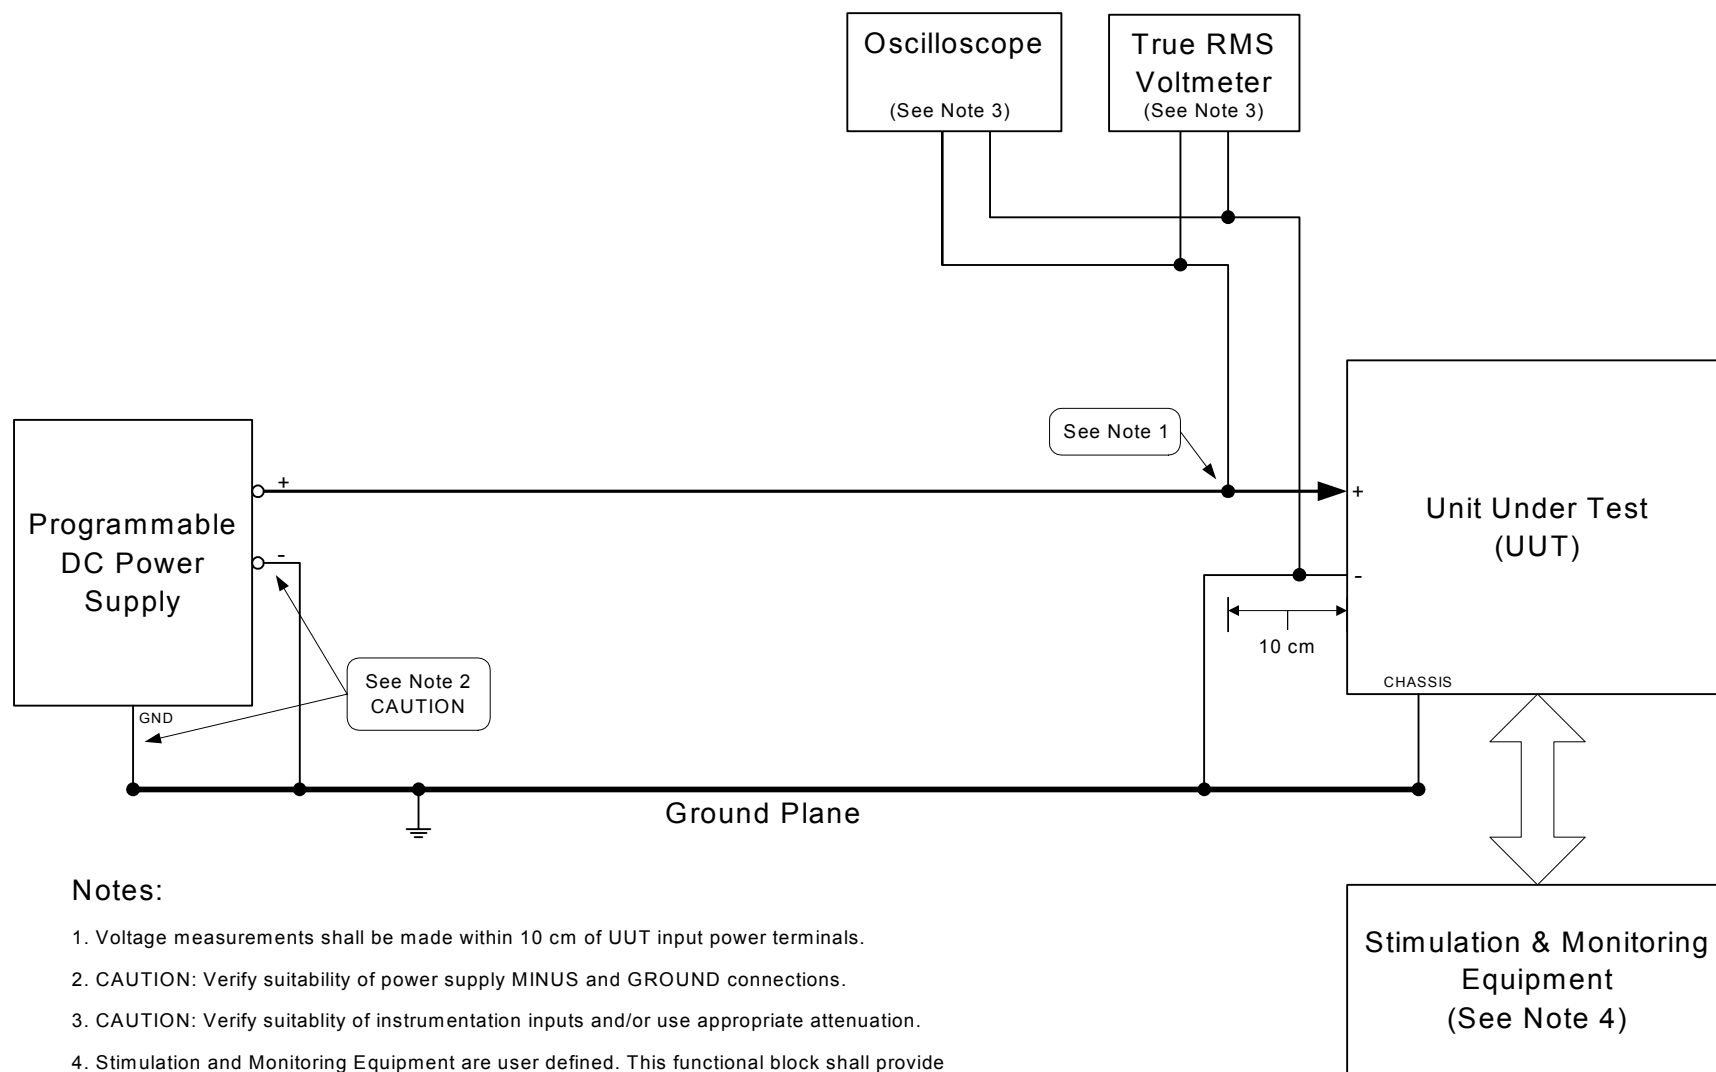 Oscilloscope
(See Note 3)
True RMS
Voltmeter
(See Note 3)
See Note 1
+
-
Programmable
DC Power
Supply
GND
See Note 2
CAUTION
+
-
Unit Under Test
(UUT)
10 cm
CHASSIS
Ground Plane
Stimulation & Monitoring
Equipment
(See Note 4)
Notes:
1. Voltage measurements shall be made within 10 cm of UUT input power terminals.
2. CAUTION: Verify suitability of power supply MINUS and GROUND connections.
3. CAUTION: Verify suitablity of instrumentation inputs and/or use appropriate attenuation.
4. Stimulation and Monitoring Equipment are user defined. This functional block shall provide